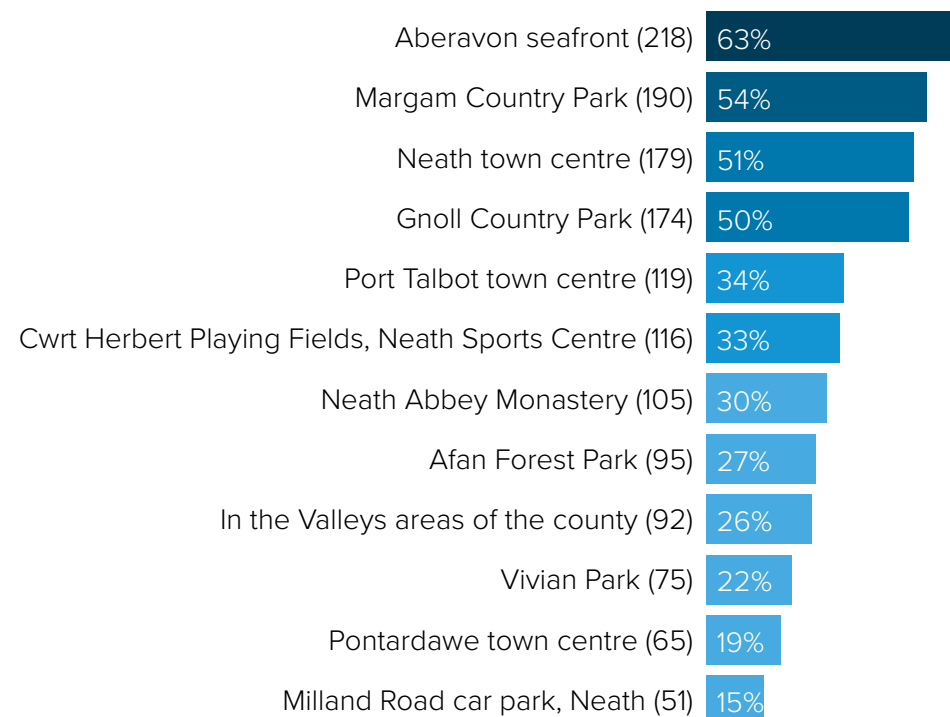 Aberavon seafront (218) 63%
Margam Country Park (190) 54%
Neath town centre (179) 51%
Gnoll Country Park (174) 50%
Port Talbot town centre (119) 34%
Cwrt Herbert Playing Fields, Neath Sports Centre (116) 33%
Neath Abbey Monastery (105) 30%
Afan Forest Park (95) 27%
In the Valleys areas of the county (92) 26%
Vivian Park (75) 22%
Pontardawe town centre (65) 19%
Milland Road car park, Neath (51) 15%